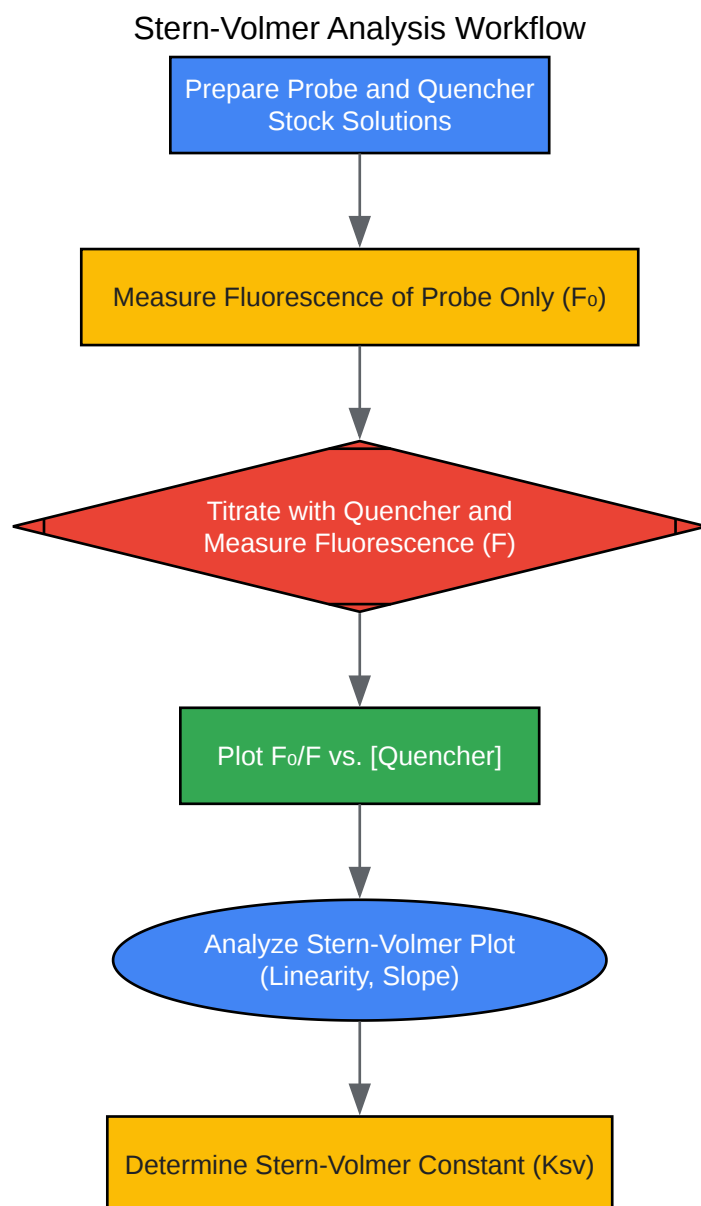 Stern-Volmer Analysis Workflow
Prepare Probe and Quencher
Stock Solutions
Measure Fluorescence of Probe Only (F₀)
Titrate with Quencher and
Measure Fluorescence (F)
Plot F₀/F vs. [Quencher]
Analyze Stern-Volmer Plot
(Linearity, Slope)
Determine Stern-Volmer Constant (Ksv)